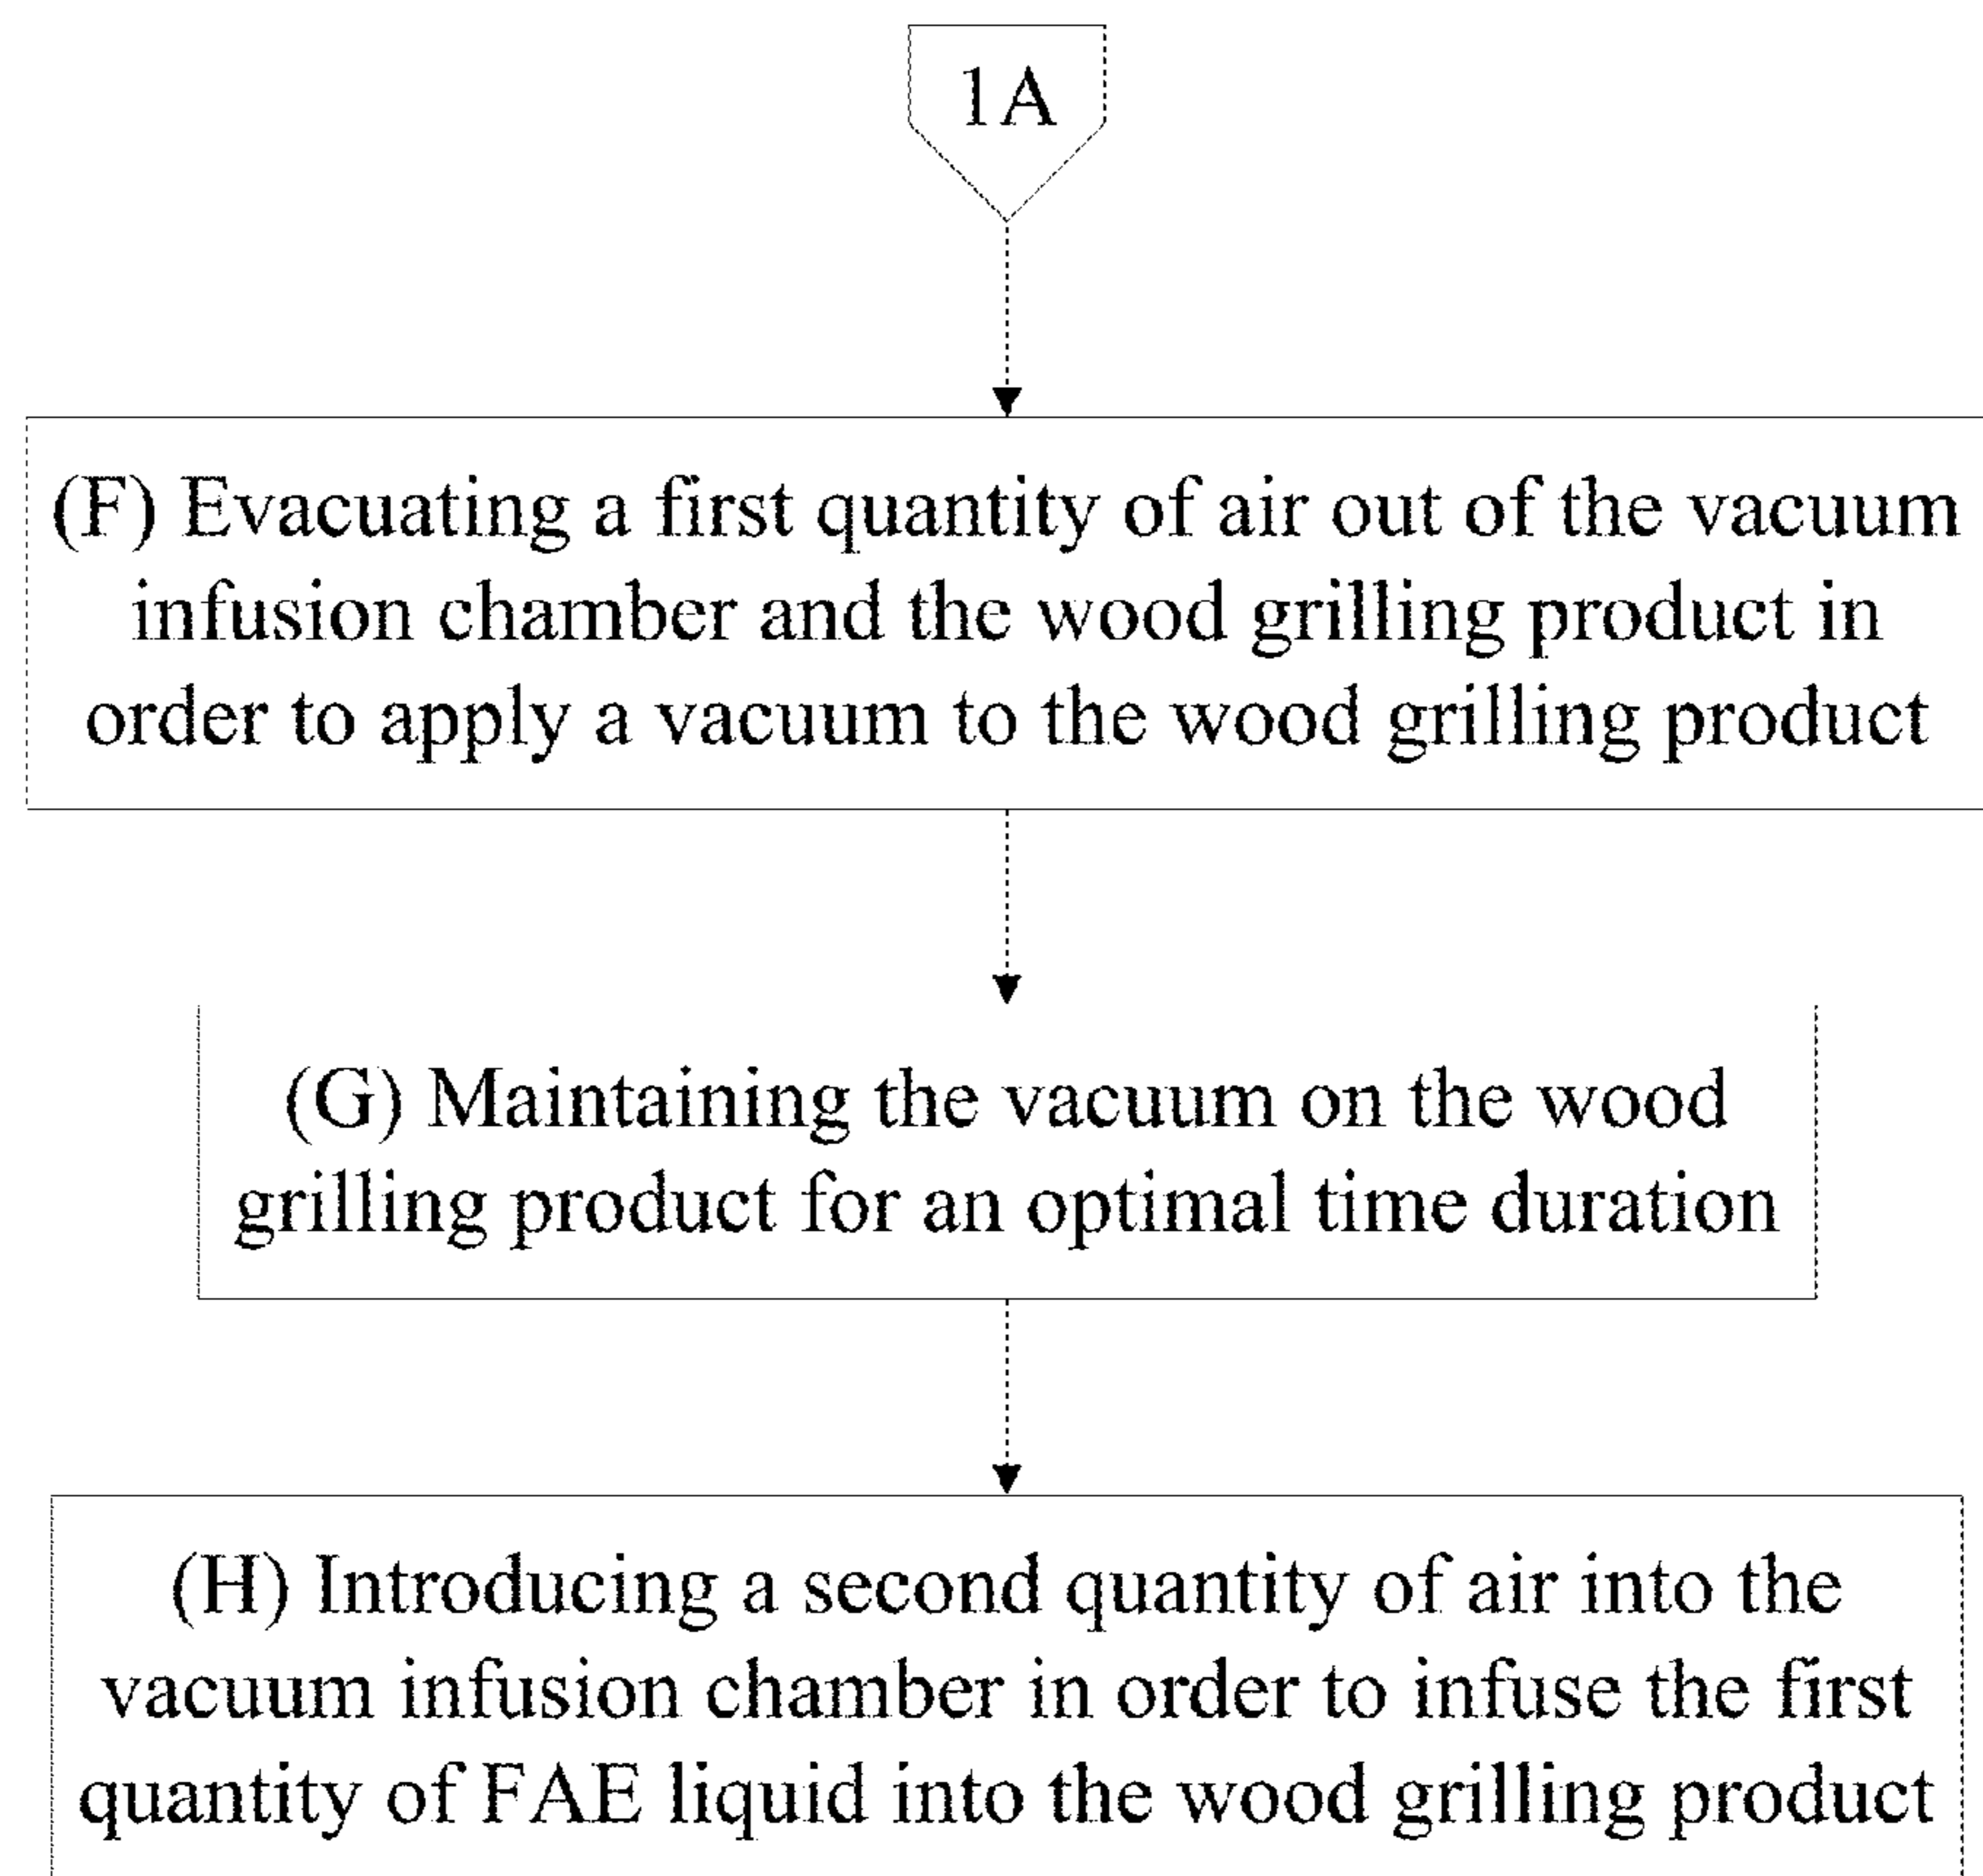 1A
(F) Evacuating a first quantity of air out of the vacuum
infusion chamber and the wood grilling product in
order to apply a vacuum to the wood grilling product
(G) Maintaining the vacuum on the wood
grilling product for an optimal time duration
(H) Introducing a second quantity of air into the
vacuum infusion chamber in order to infuse the first
quantity of FAE liquid into the wood grilling product